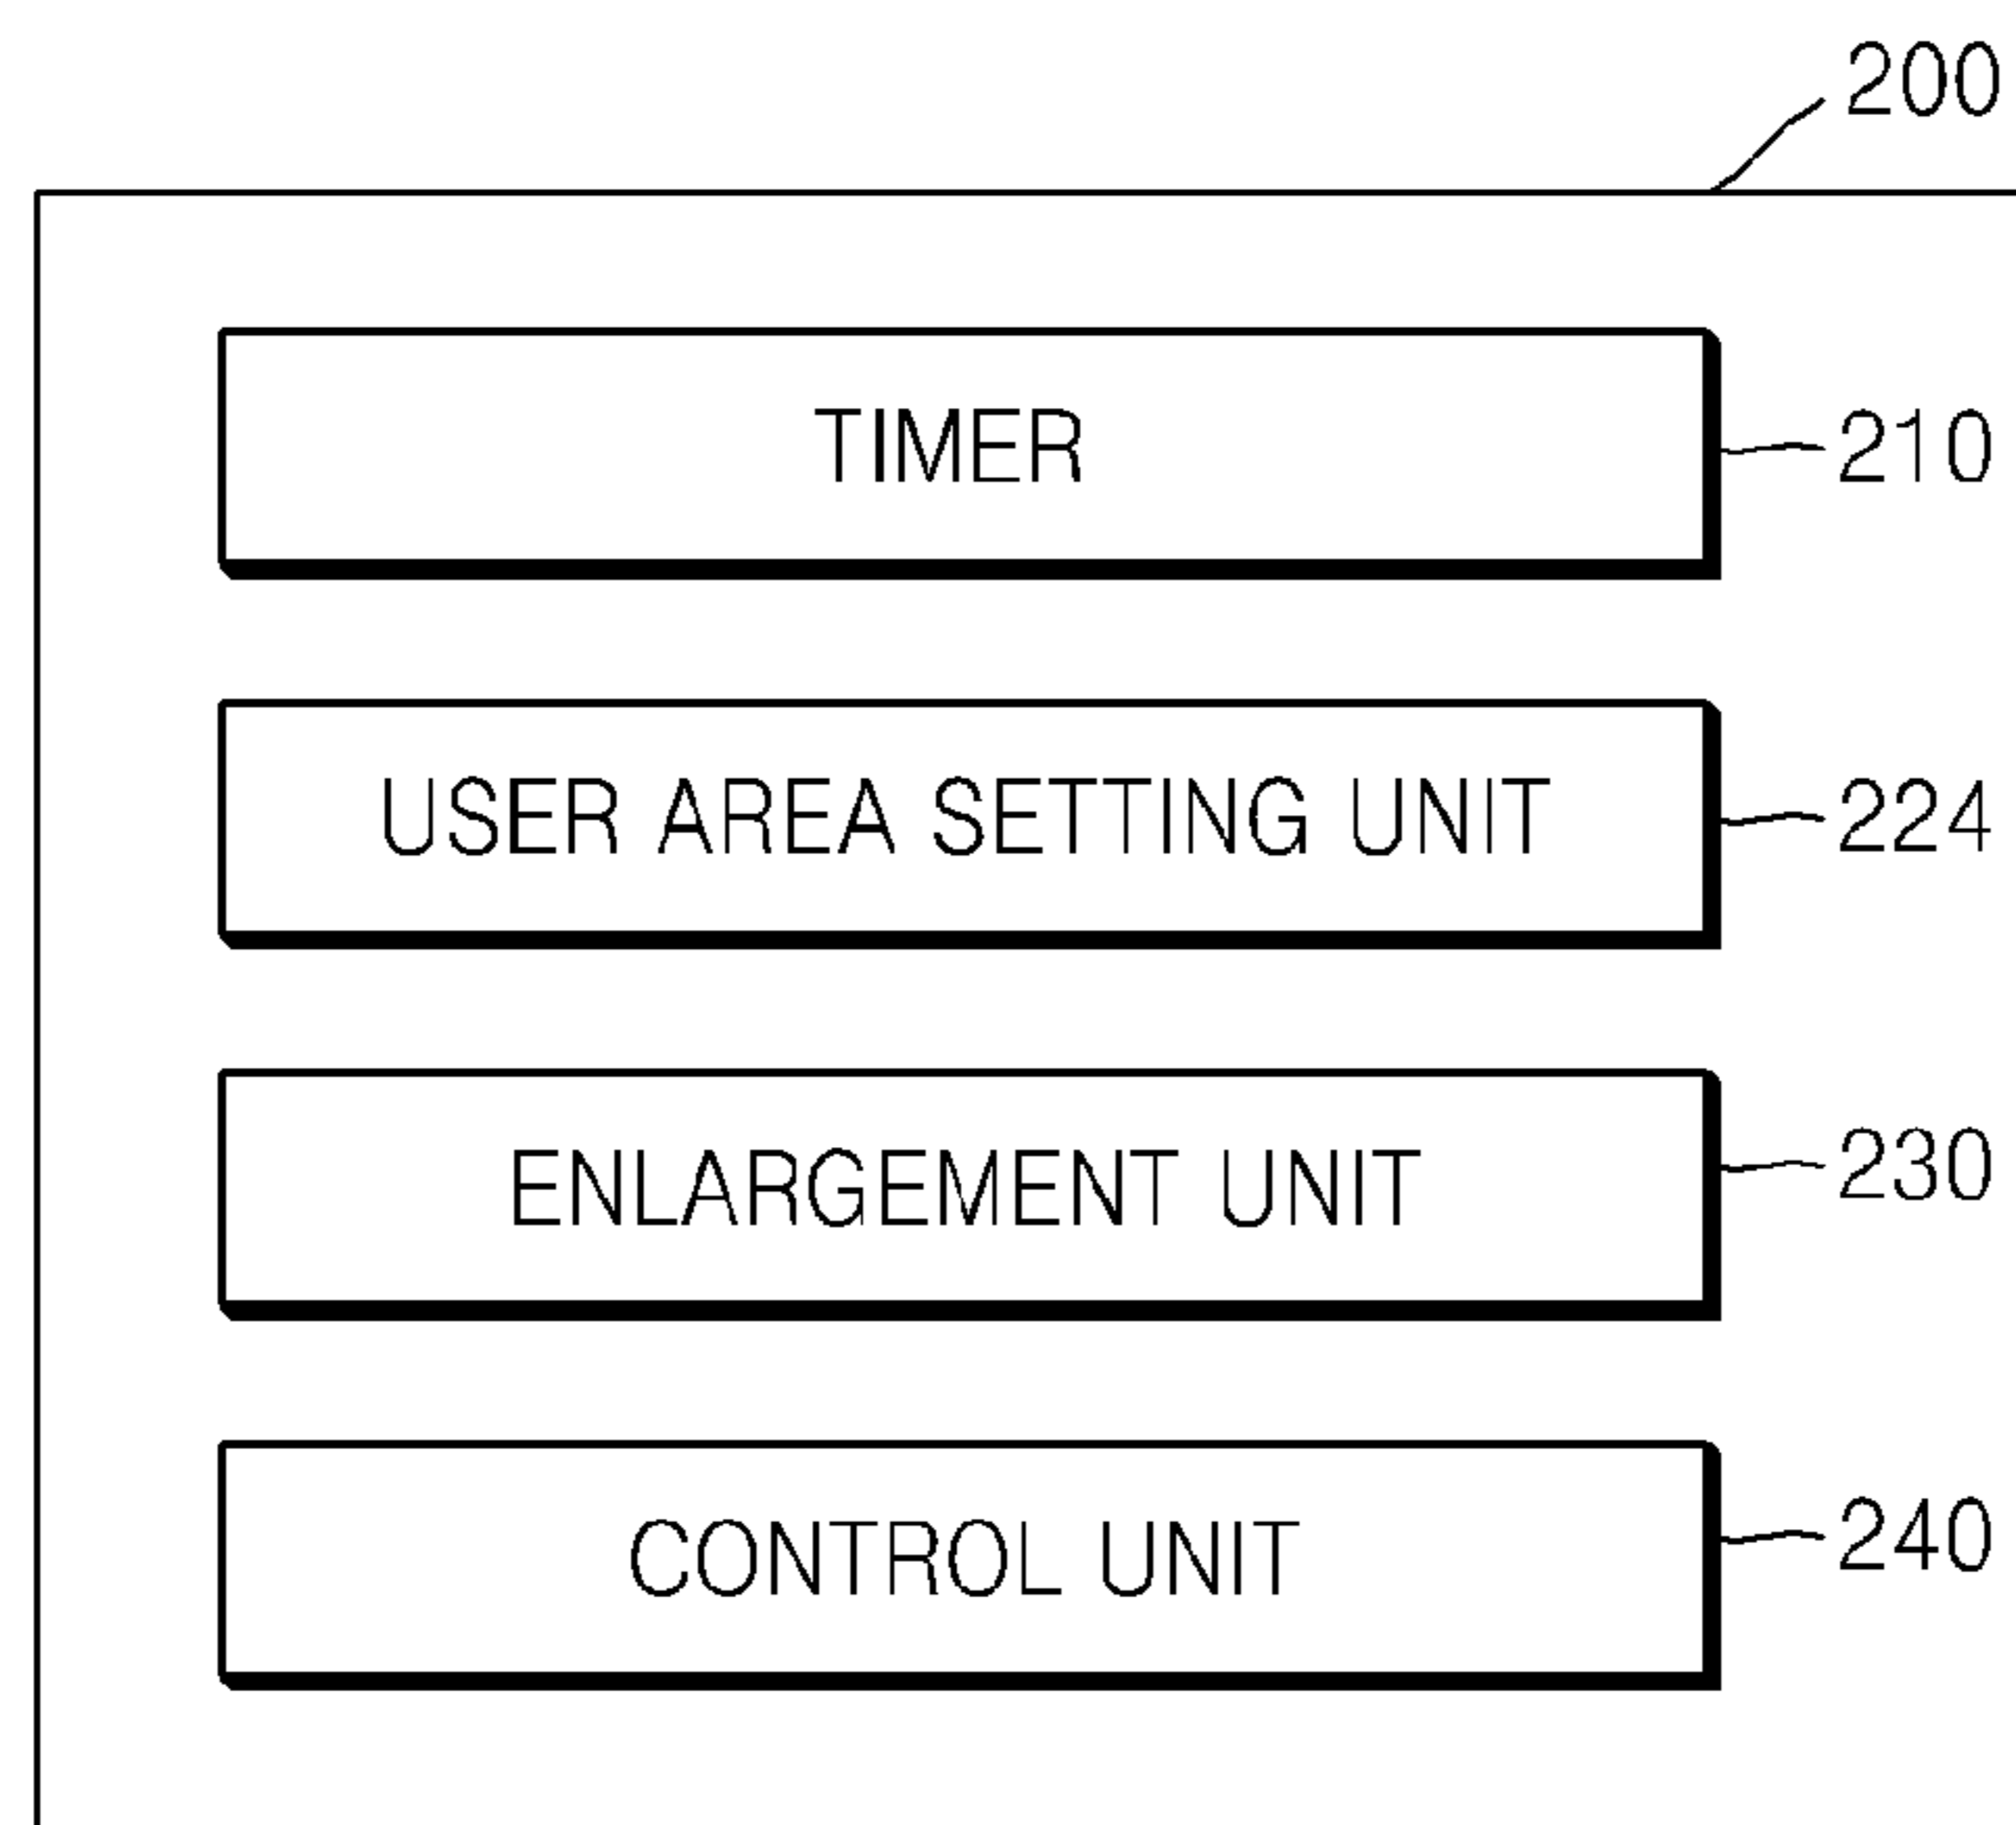 200
TIMER 210
USER AREA SETTING UNIT 224
ENLARGEMENT UNIT 230
CONTROL UNIT 240